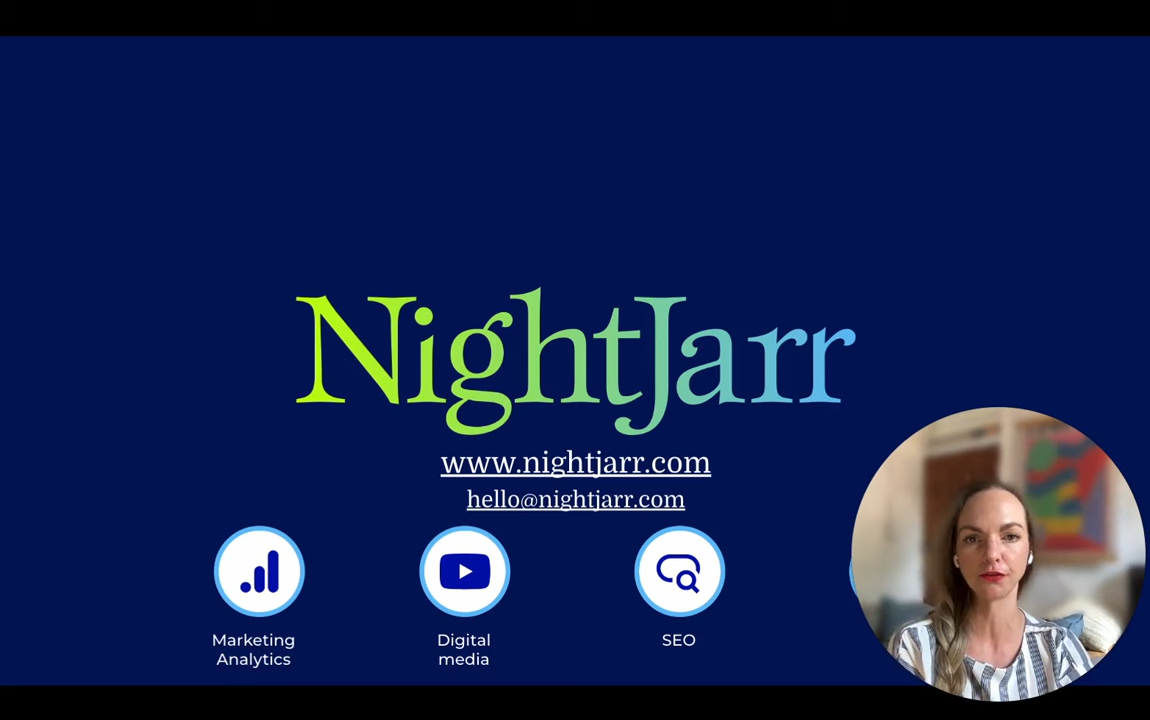 NightJarr
www.nightjarr.com
hello@nightjarr.com
Marketing
Analytics
Digital
media
SEO